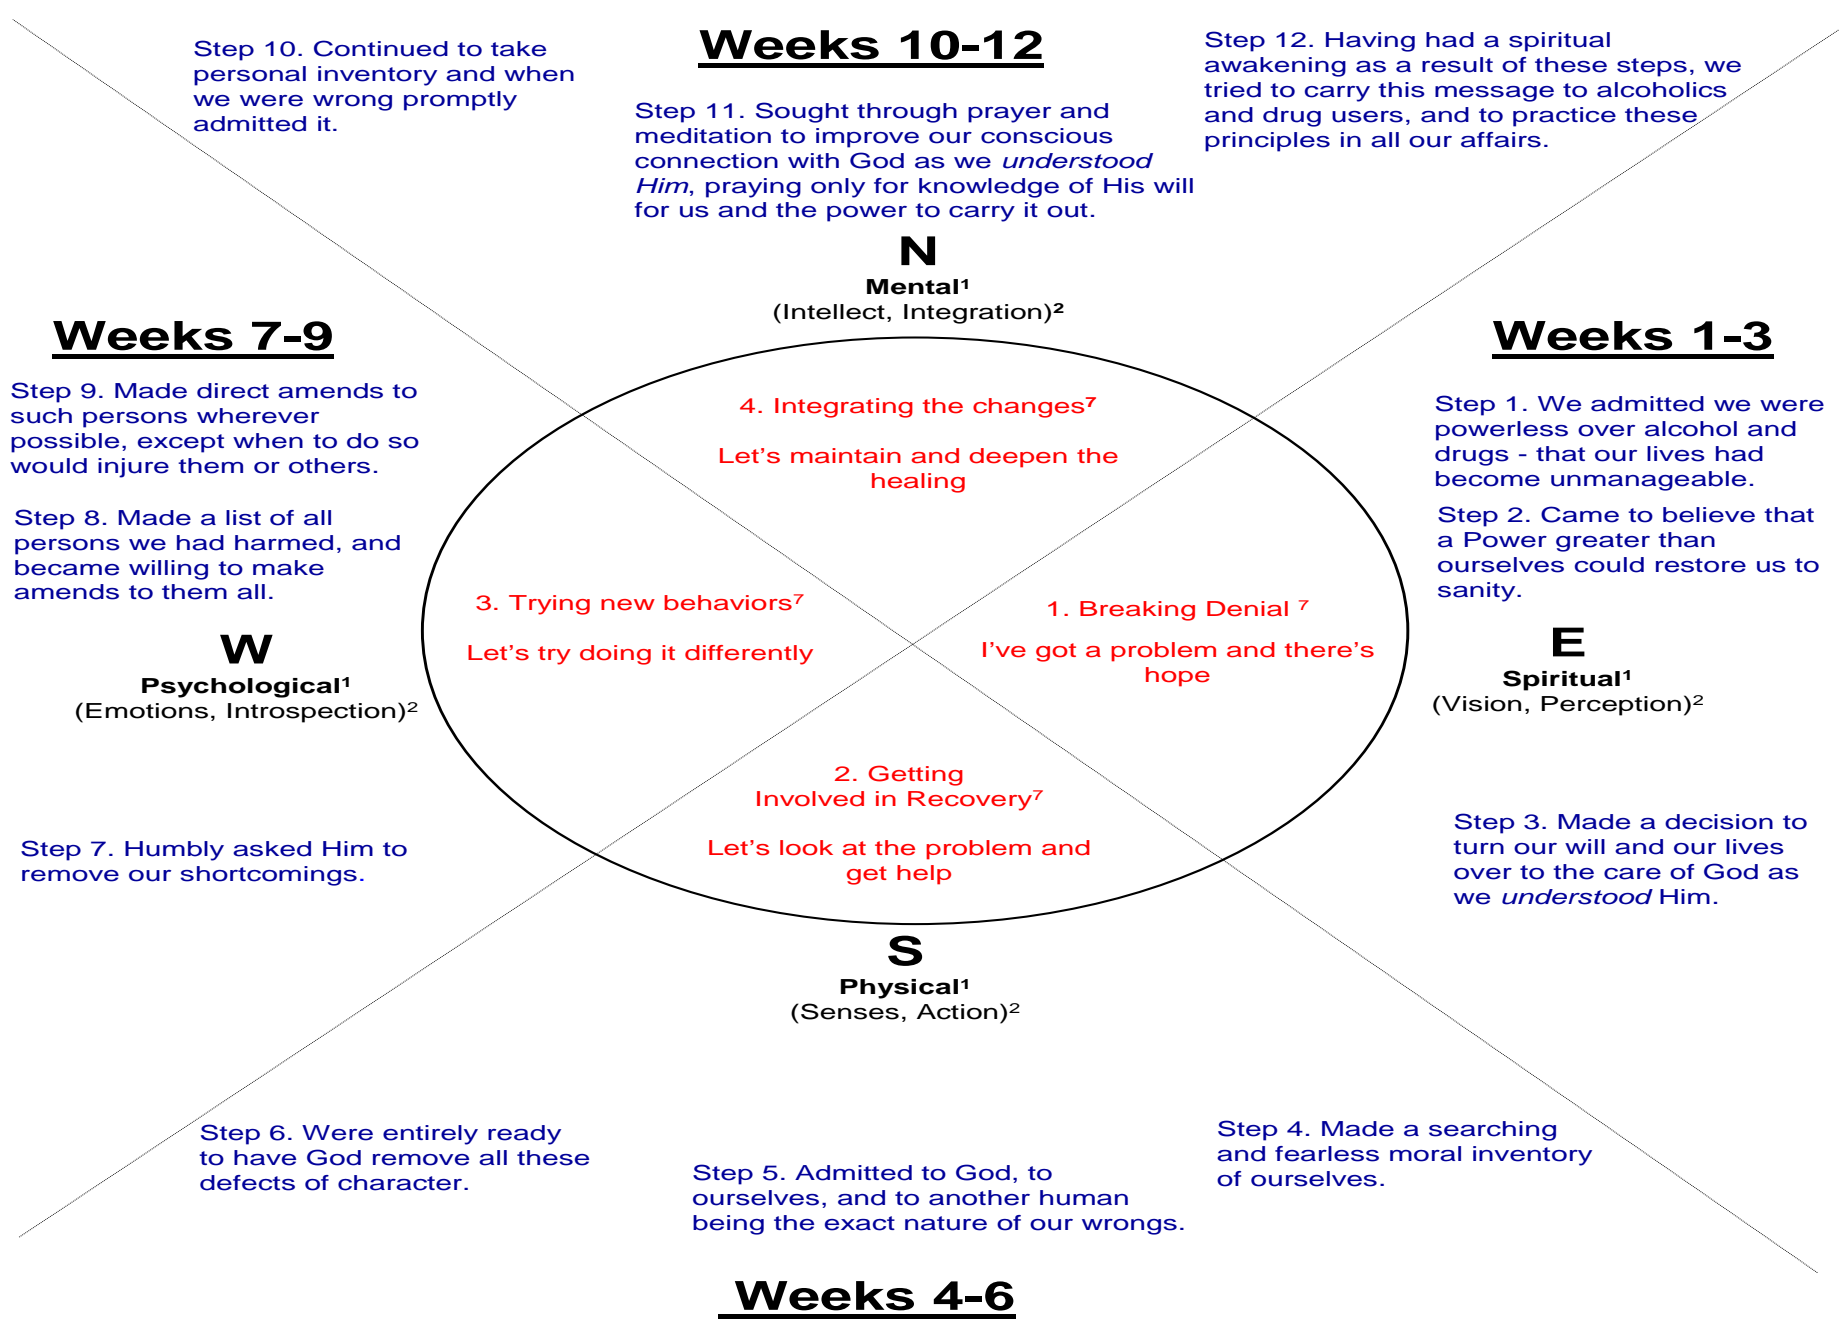 Step 10. Continued to take
personal inventory and when
we were wrong promptly
admitted it.
Weeks 10-12
Step 11. Sought through prayer and
meditation to improve our conscious
connection with God as we understood
Him, praying only for knowledge of His will
for us and the power to carry it out.
Step 12. Having had a spiritual
awakening as a result of these steps, we
tried to carry this message to alcoholics
and drug users, and to practice these
principles in all our affairs.
N
Mental¹
(Intellect, Integration)²
Weeks 7-9
Step 9. Made direct amends to
such persons wherever
possible, except when to do so
would injure them or others.
Step 8. Made a list of all
persons we had harmed, and
became willing to make
amends to them all.
W
Psychological¹
(Emotions, Introspection)²
Step 7. Humbly asked Him to
remove our shortcomings.
4. Integrating the changes⁷
Let's maintain and deepen the
healing
3. Trying new behaviors⁷
Let's try doing it differently
1. Breaking Denial ⁷
I've got a problem and there's
hope
2. Getting
Involved in Recovery⁷
Let's look at the problem and
get help
Weeks 1-3
Step 1. We admitted we were
powerless over alcohol and
drugs - that our lives had
become unmanageable.
Step 2. Came to believe that
a Power greater than
ourselves could restore us to
sanity.
E
Spiritual¹
(Vision, Perception)²
Step 3. Made a decision to
turn our will and our lives
over to the care of God as
we understood Him.
S
Physical¹
(Senses, Action)²
Step 6. Were entirely ready
to have God remove all these
defects of character.
Step 5. Admitted to God, to
ourselves, and to another human
being the exact nature of our wrongs.
Step 4. Made a searching
and fearless moral inventory
of ourselves.
Weeks 4-6